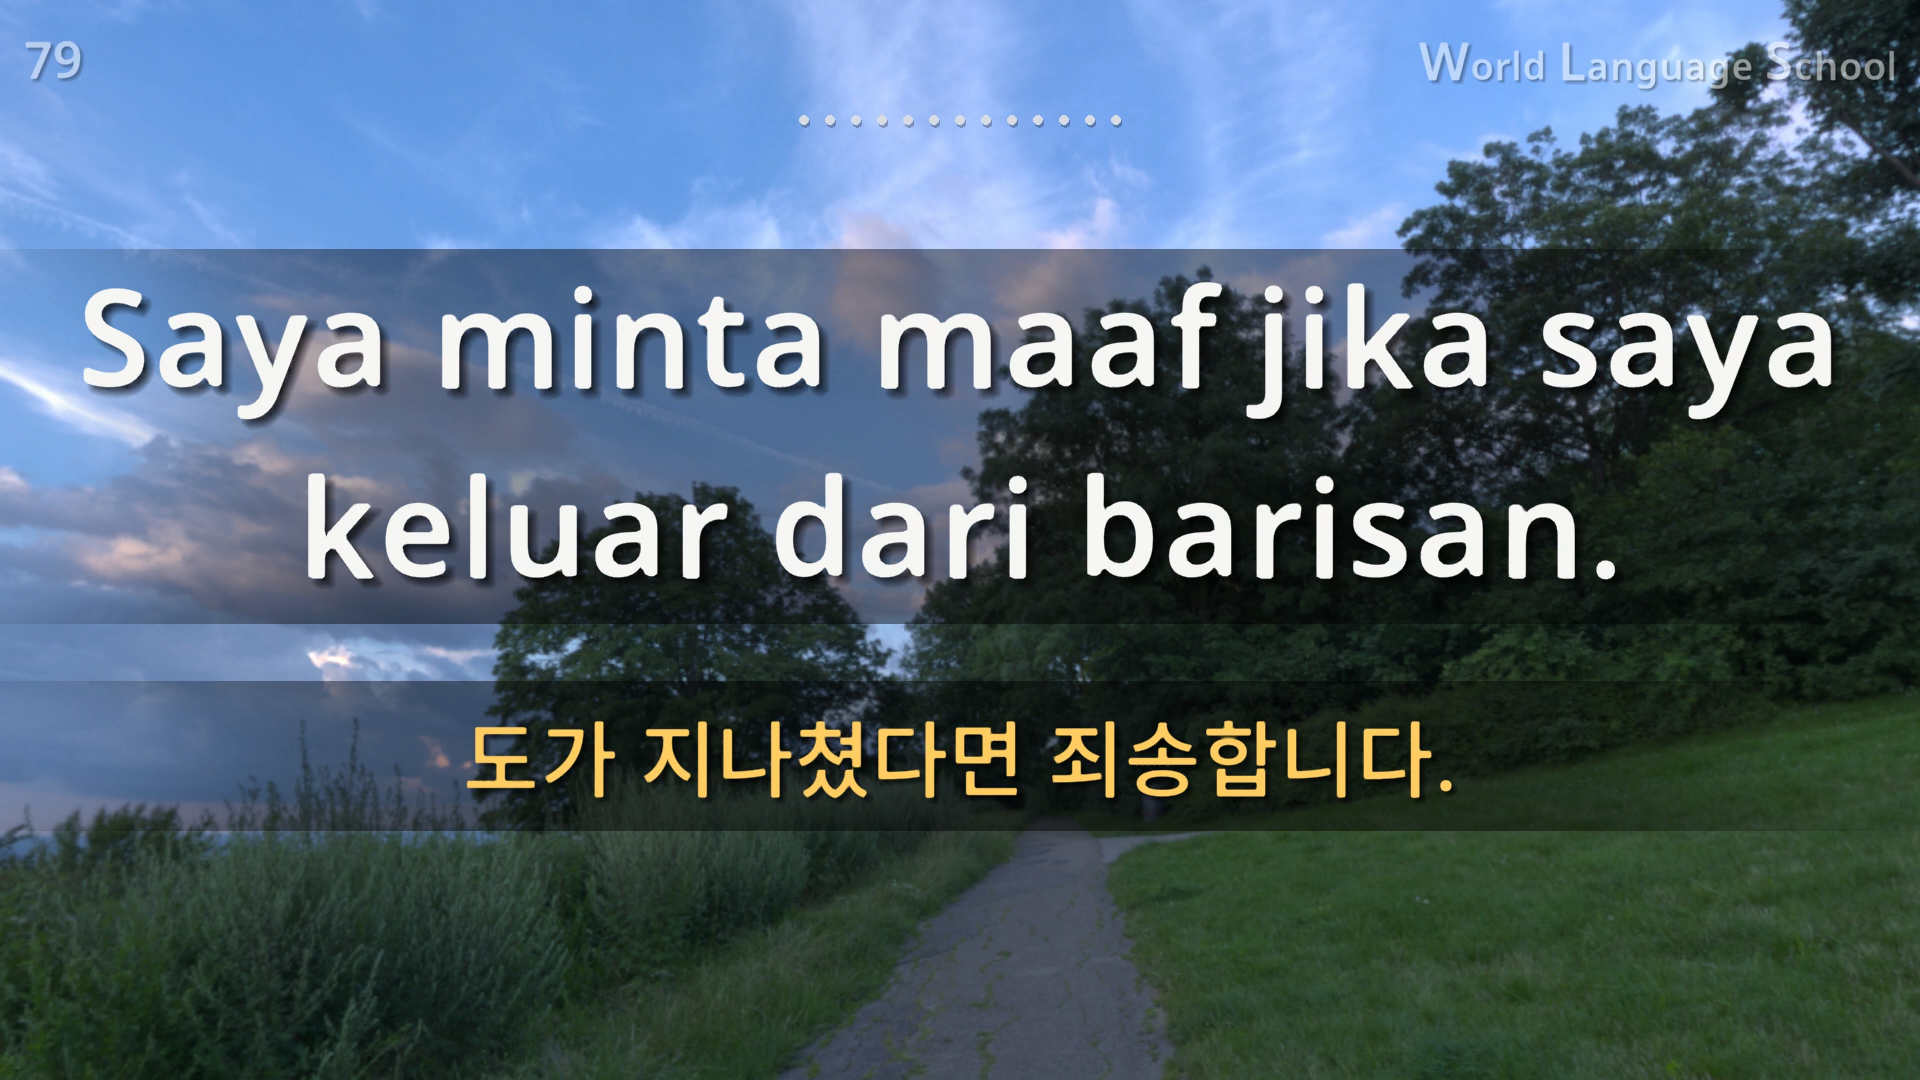 79
World Language School
Saya minta maaf jika saya
keluar dari barisan.
도가 지나쳤다면 죄송합니다.